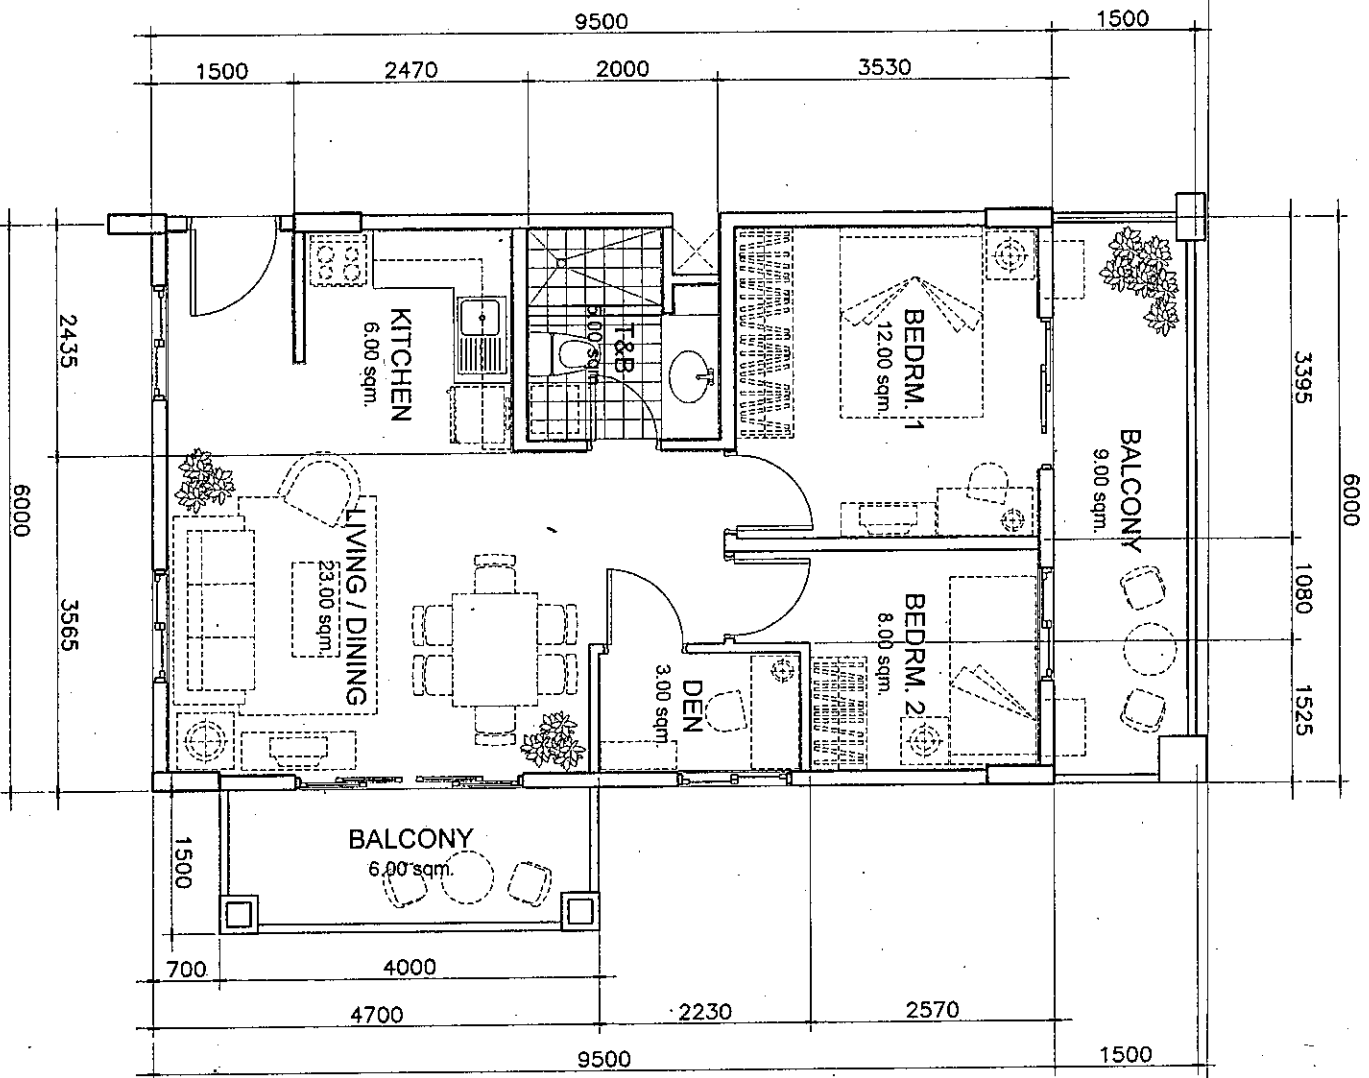 9500
1500
1500
2470
2000
3530
KITCHEN
6.00 sqm.
T&B
5.00 sqm.
BEDRM. 1
12.00 sqm.
BALCONY
9.00 sqm.
2435
3565
6000
3395
1080
1525
6000
LIVING / DINING
23.00 sqm.
DEN
3.00 sqm.
BEDRM. 2
8.00 sqm.
BALCONY
6.00 sqm.
1500
700
4000
4700
2230
2570
9500
1500